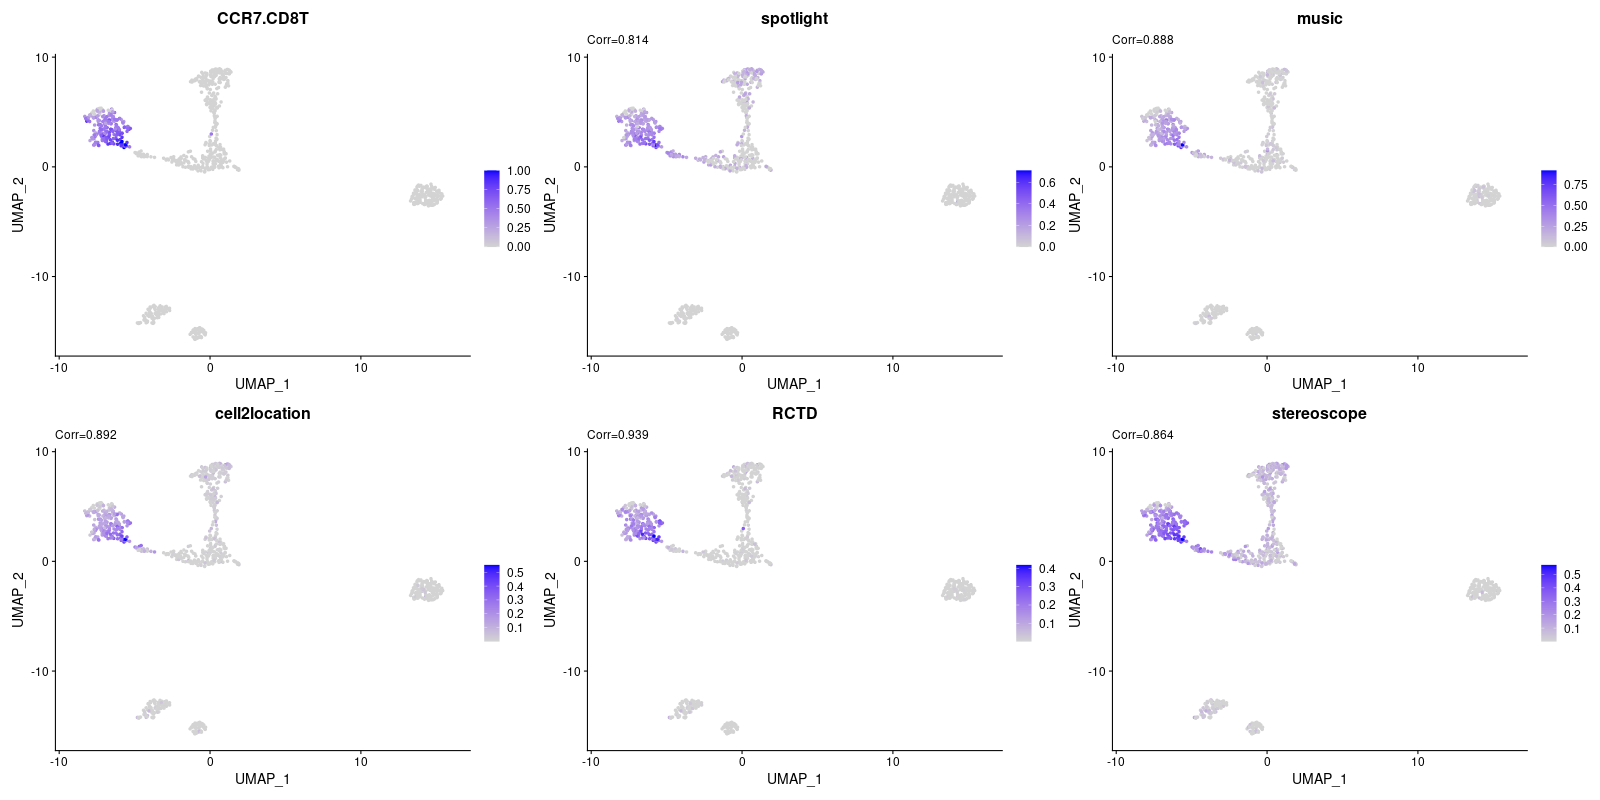 CCR7.CD8T
10
0
-10
UMAP_2
-10
0
10
UMAP_1
1.00
0.75
0.50
0.25
0.00
spotlight
Corr=0.814
10
0
-10
UMAP_2
-10
0
10
UMAP_1
0.6
0.4
0.2
0.0
music
Corr=0.888
10
0
-10
UMAP_2
-10
0
10
UMAP_1
0.75
0.50
0.25
0.00
cell2location
Corr=0.892
10
0
-10
UMAP_2
-10
0
10
UMAP_1
0.5
0.4
0.3
0.2
0.1
RCTD
Corr=0.939
10
0
-10
UMAP_2
-10
0
10
UMAP_1
0.4
0.3
0.2
0.1
stereoscope
Corr=0.864
10
0
-10
UMAP_2
-10
0
10
UMAP_1
0.5
0.4
0.3
0.2
0.1